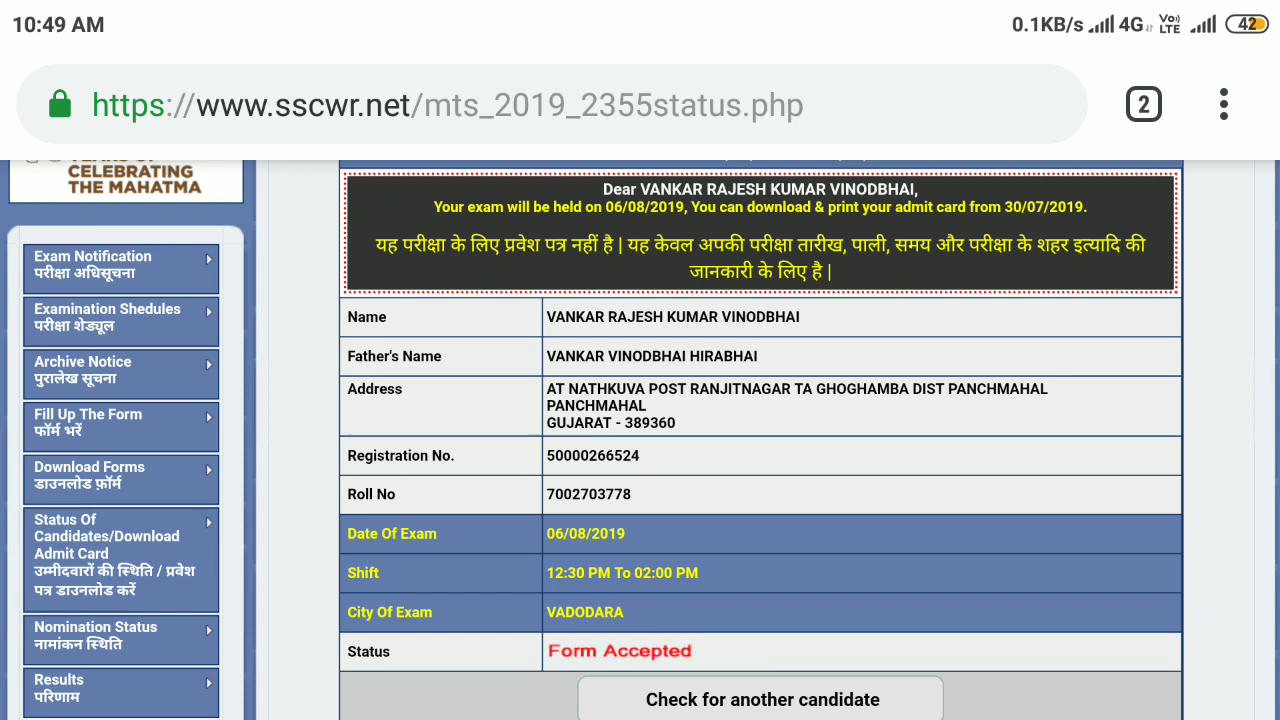 10:49 AM
0.1KB/s 4G Vo) LTE 42
https://www.sscwr.net/mts_2019_2355status.php
2
CELEBRATING
THE MAHATMA
Exam Notification
परीक्षा अधिसूचना
Examination Shedules
परीक्षा शेड्यूल
Archive Notice
पुरालेख सूचना
Fill Up The Form
फॉर्म भरें
Download Forms
डाउनलोड फ़ॉर्म
Status Of
Candidates/Download
Admit Card
उम्मीदवारों की स्थिति / प्रवेश
पत्र डाउनलोड करें
Nomination Status
नामांकन स्थिति
Results
परिणाम
Dear VANKAR RAJESH KUMAR VINODBHAI,
Your exam will be held on 06/08/2019, You can download & print your admit card from 30/07/2019.
यह परीक्षा के लिए प्रवेश पत्र नहीं है | यह केवल अपकी परीक्षा तारीख, पाली, समय और परीक्षा के शहर इत्यादि की
जानकारी के लिए है |
Name VANKAR RAJESH KUMAR VINODBHAI
Father's Name VANKAR VINODBHAI HIRABHAI
Address AT NATHKUVA POST RANJITNAGAR TA GHOGHAMBA DIST PANCHMAHAL
PANCHMAHAL
GUJARAT - 389360
Registration No. 50000266524
Roll No 7002703778
Date Of Exam 06/08/2019
Shift 12:30 PM To 02:00 PM
City Of Exam VADODARA
Status Form Accepted
Check for another candidate